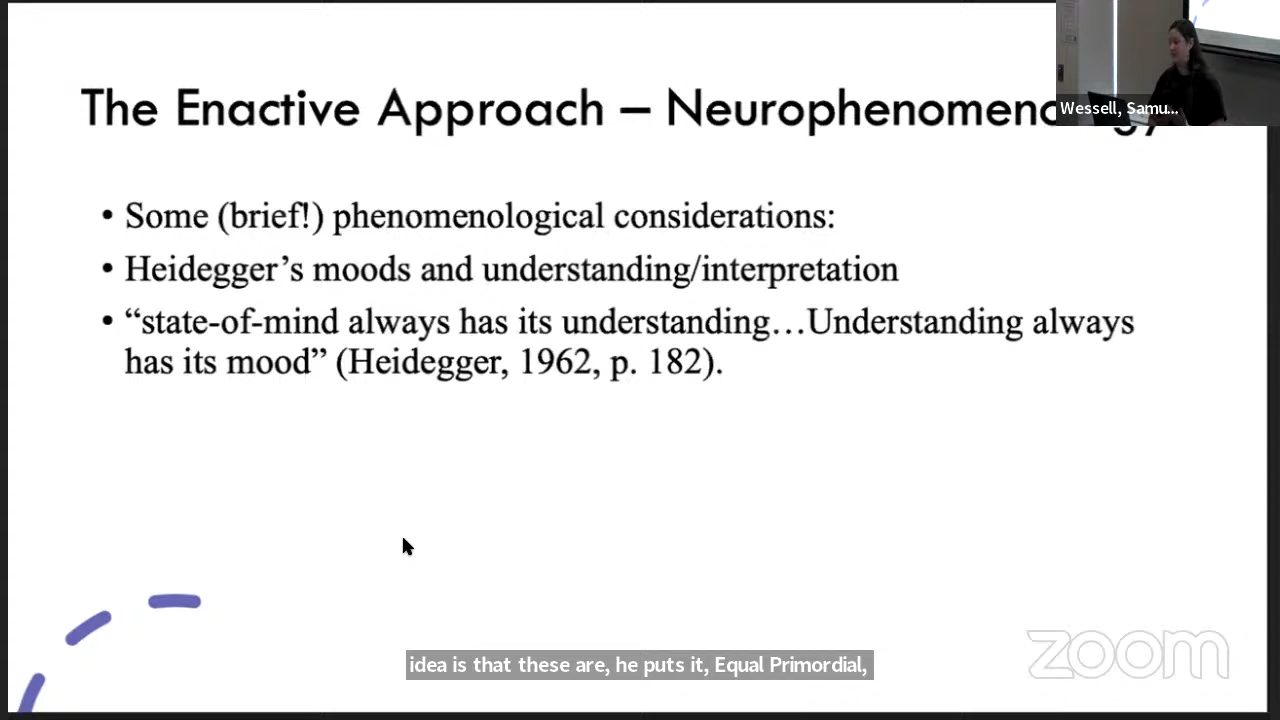 The Enactive Approach – Neurophenomenology
Wessell, Samu...
• Some (brief!) phenomenological considerations:
• Heidegger’s moods and understanding/interpretation
• “state-of-mind always has its understanding…Understanding always
has its mood” (Heidegger, 1962, p. 182).
idea is that these are, he puts it, Equal Primordial,
zoom